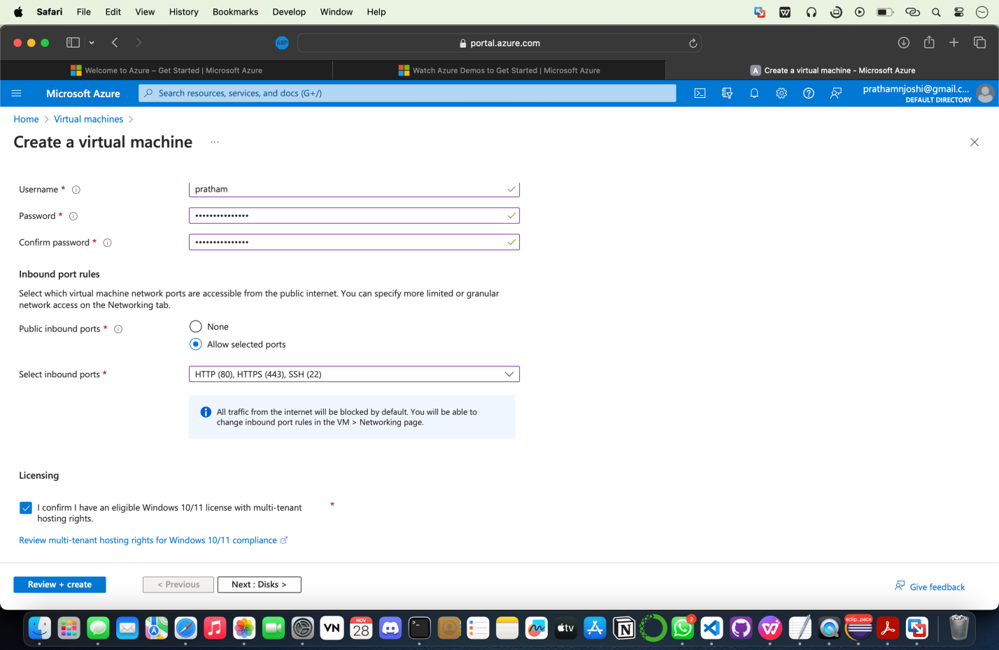 Safari File Edit View History Bookmarks Develop Window Help
ABP
portal.azure.com
Welcome to Azure – Get Started | Microsoft Azure
Watch Azure Demos to Get Started | Microsoft Azure
A Create a virtual machine - Microsoft Azure
Microsoft Azure
Search resources, services, and docs (G+/)
prathamnjoshi@gmail.c...
DEFAULT DIRECTORY
Home > Virtual machines >
Create a virtual machine ...
Username *
pratham
Password *
•••••••••••••••
Confirm password *
•••••••••••••••
Inbound port rules
Select which virtual machine network ports are accessible from the public internet. You can specify more limited or granular
network access on the Networking tab.
Public inbound ports *
None
Allow selected ports
Select inbound ports *
HTTP (80), HTTPS (443), SSH (22)
All traffic from the internet will be blocked by default. You will be able to
change inbound port rules in the VM > Networking page.
Licensing
I confirm I have an eligible Windows 10/11 license with multi-tenant
hosting rights. *
Review multi-tenant hosting rights for Windows 10/11 compliance
Review + create
< Previous
Next : Disks >
Give feedback
VN
NOV
28
tv
2
eclip...pace